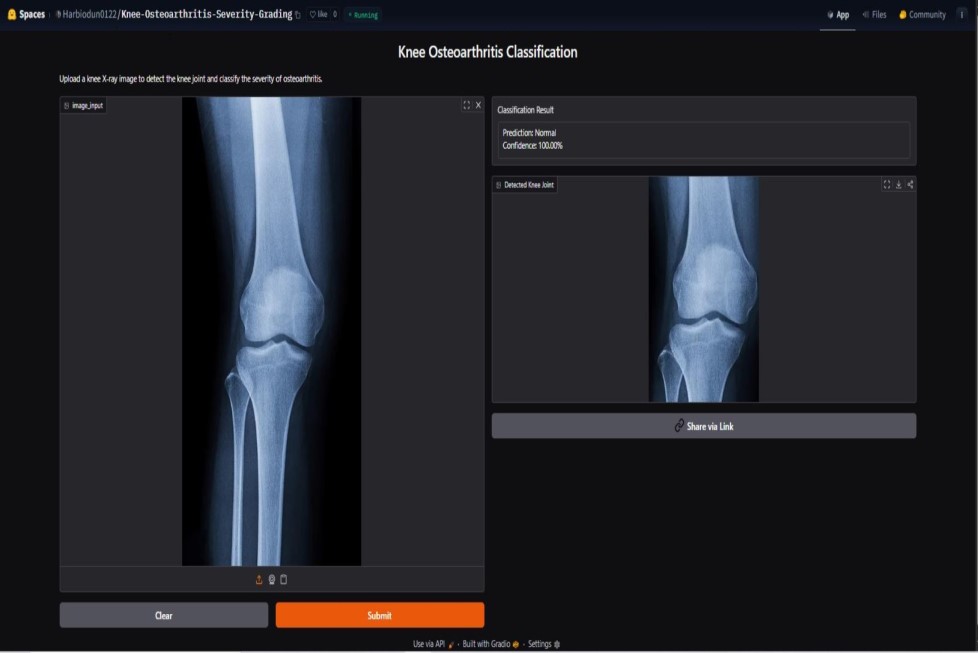 Spaces
Harbiodun0122/Knee-Osteoarthritis-Severity-Grading
like 0
Running
App
Files
Community
Knee Osteoarthritis Classification
Upload a knee X-ray image to detect the knee joint and classify the severity of osteoarthritis.
image_input
Classification Result
Prediction: Normal
Confidence: 100.00%
Detected Knee Joint
Share via Link
Clear
Submit
Use via API · Built with Gradio · Settings